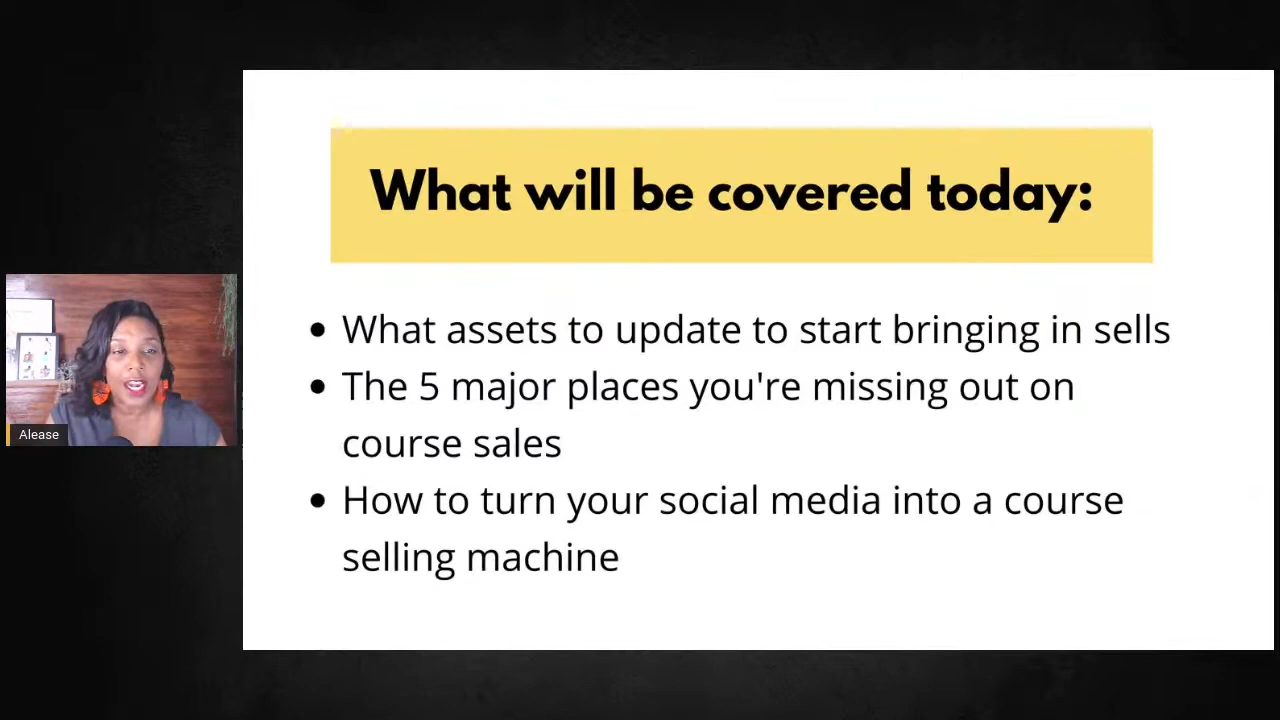 What will be covered today:
• What assets to update to start bringing in sells
• The 5 major places you're missing out on
course sales
• How to turn your social media into a course
selling machine
Alease